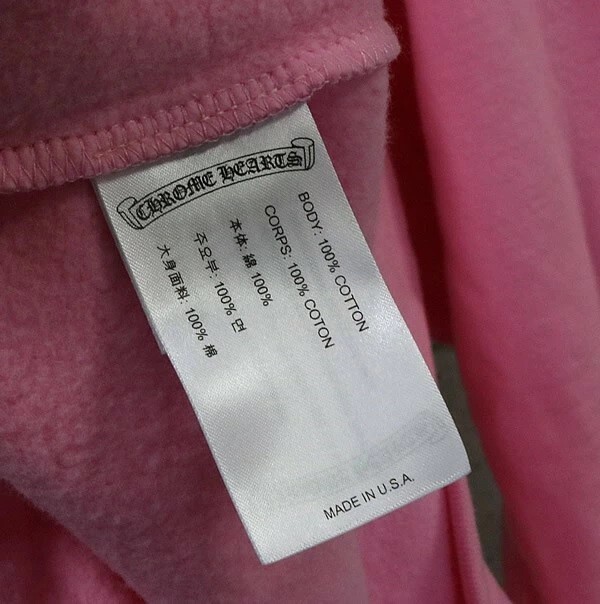 CHROME HEARTS
BODY: 100% COTTON
CORPS: 100% COTON
本体: 綿 100%
주요부: 100% 면
大身面料: 100% 棉
MADE IN U.S.A.